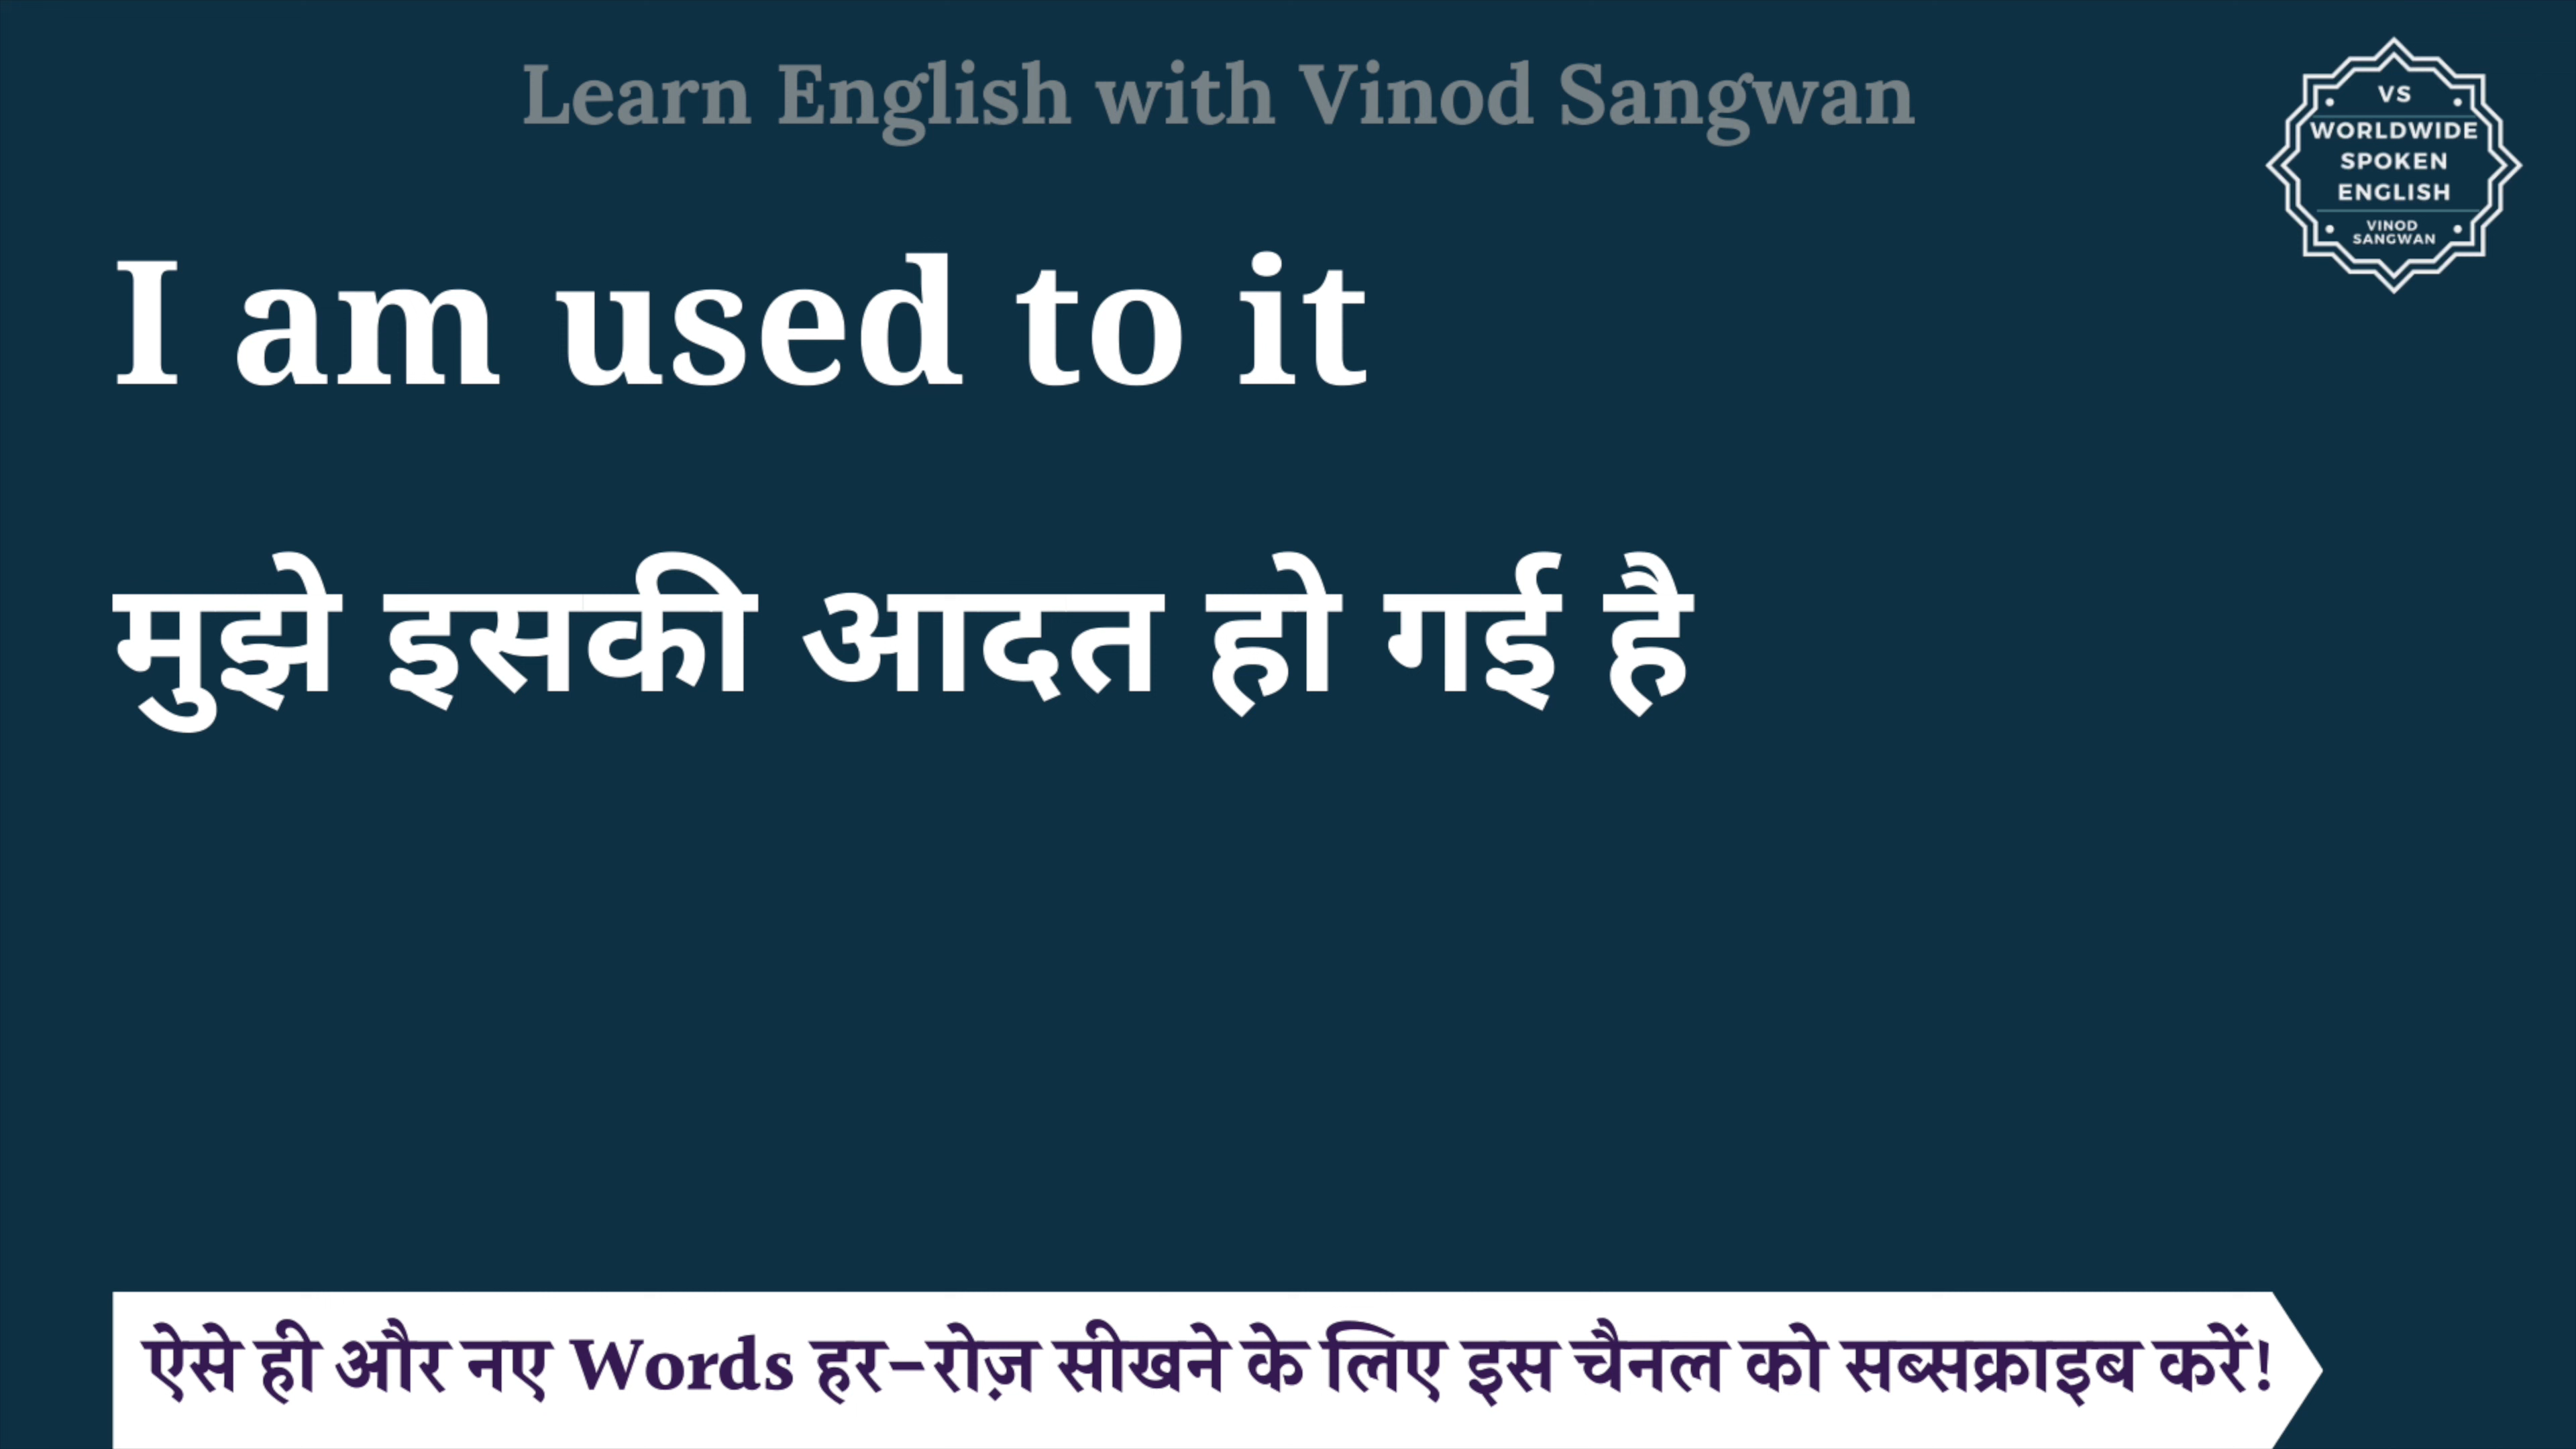 Learn English with Vinod Sangwan
VS
WORLDWIDE
SPOKEN
ENGLISH
VINOD
SANGWAN
I am used to it
मुझे इसकी आदत हो गई है
ऐसे ही और नए Words हर-रोज़ सीखने के लिए इस चैनल को सब्सक्राइब करें!